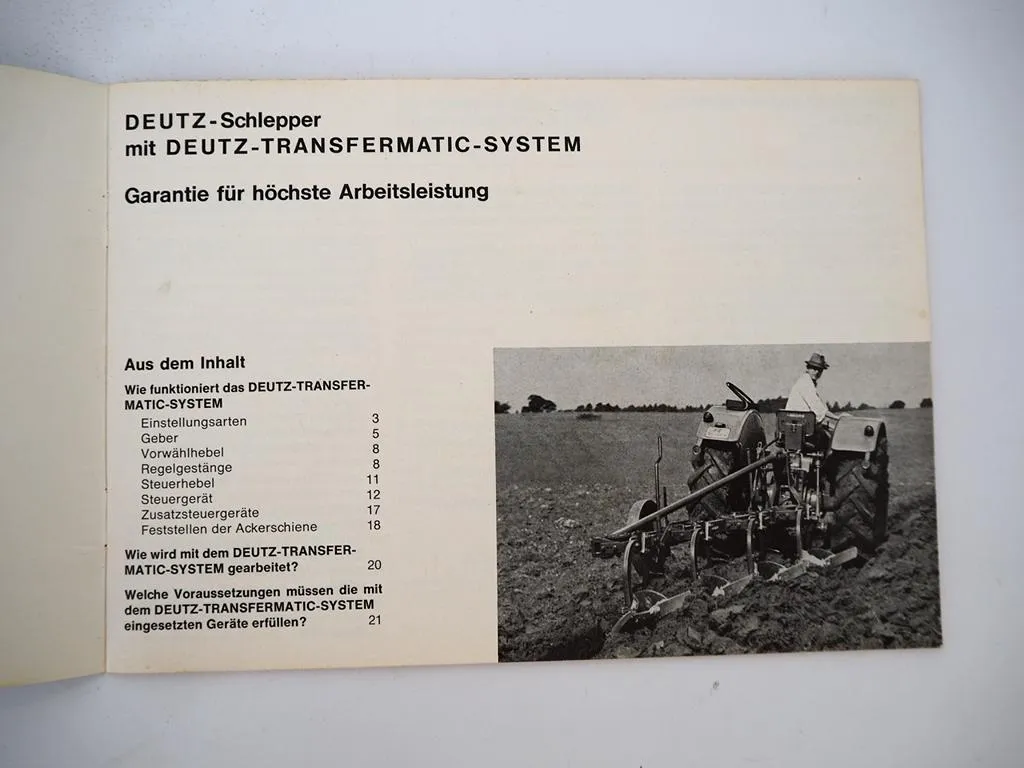 DEUTZ-Schlepper
mit DEUTZ-TRANSFERMATIC-SYSTEM
Garantie für höchste Arbeitsleistung
Aus dem Inhalt
Wie funktioniert das DEUTZ-TRANSFER-
MATIC-SYSTEM
Einstellungsarten 3
Geber 5
Vorwählhebel 8
Regelgestänge 8
Steuerhebel 11
Steuergerät 12
Zusatzsteuergeräte 17
Feststellen der Ackerschiene 18
Wie wird mit dem DEUTZ-TRANSFER-
MATIC-SYSTEM gearbeitet? 20
Welche Voraussetzungen müssen die mit
dem DEUTZ-TRANSFERMATIC-SYSTEM
eingesetzten Geräte erfüllen? 21